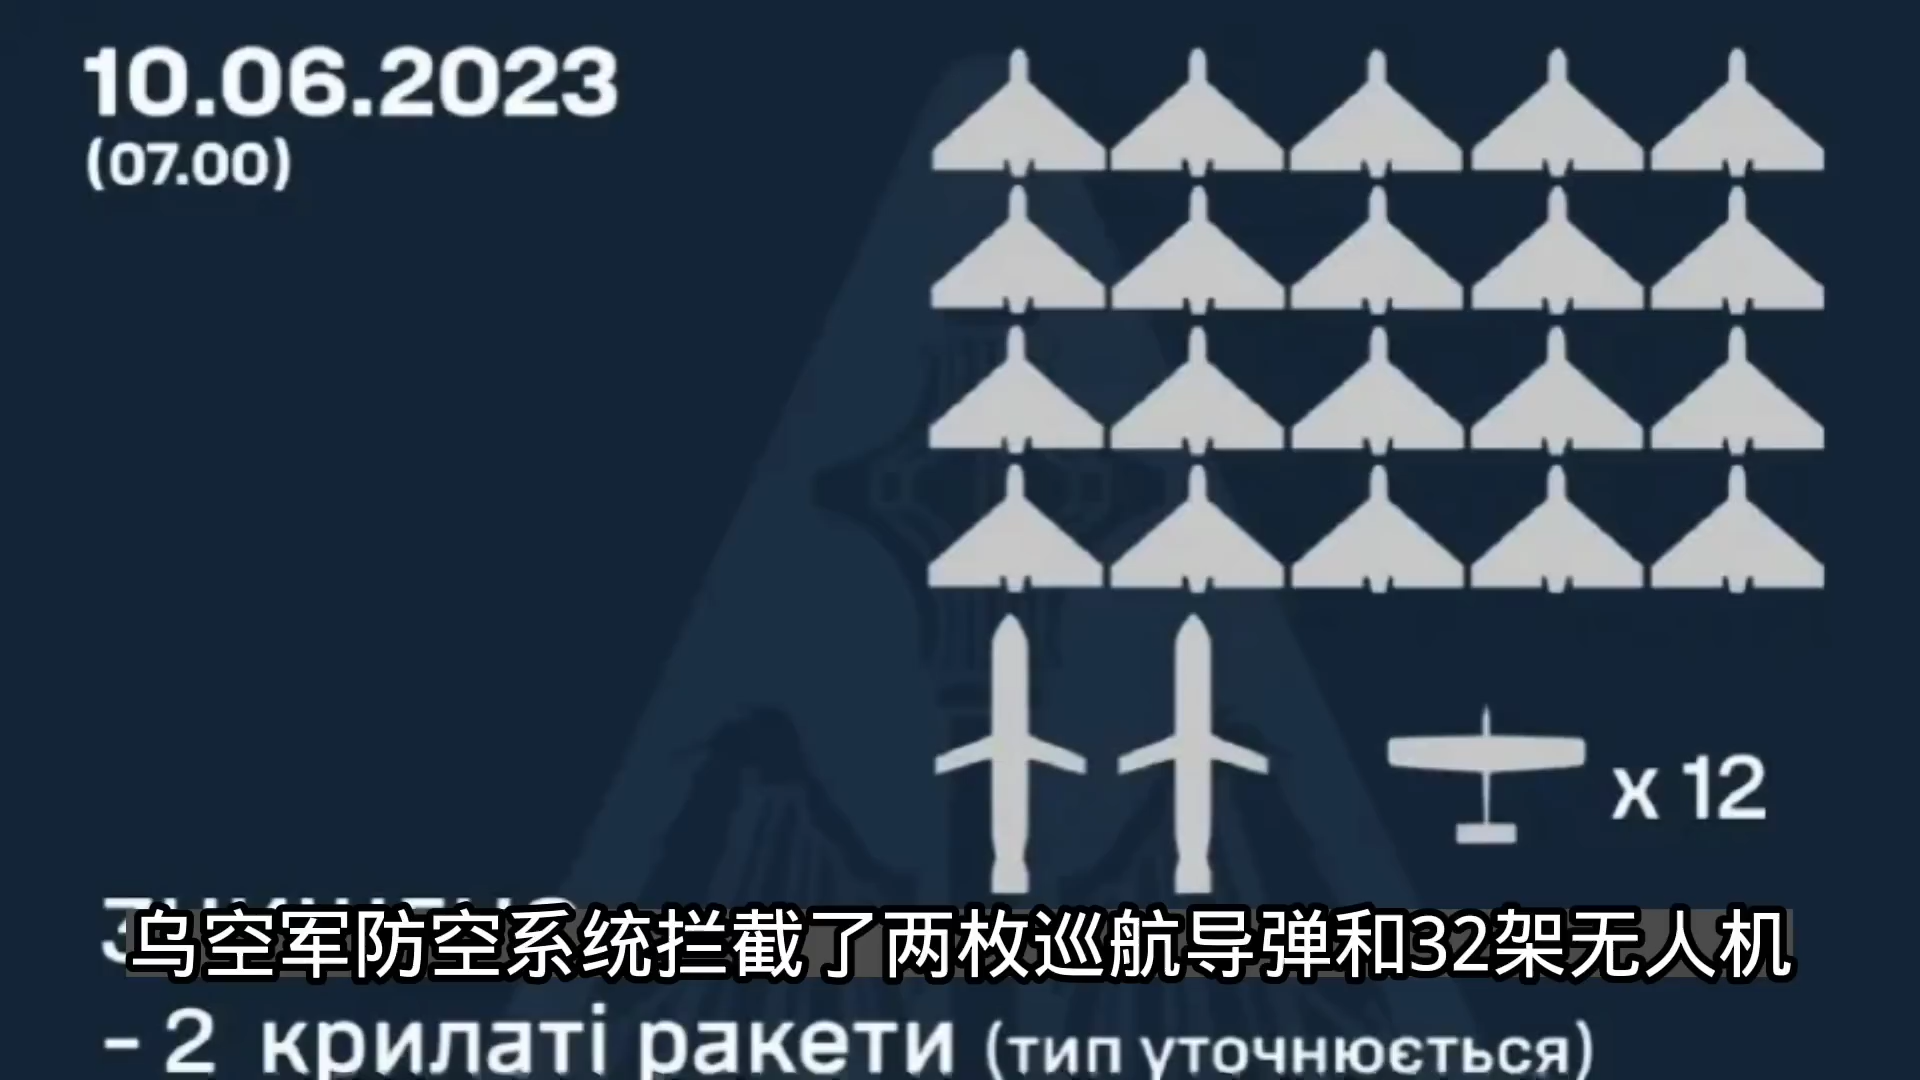 10.06.2023
(07.00)
x 12
乌空军防空系统拦截了两枚巡航导弹和32架无人机
- 2 крилаті ракети (тип уточнюється)